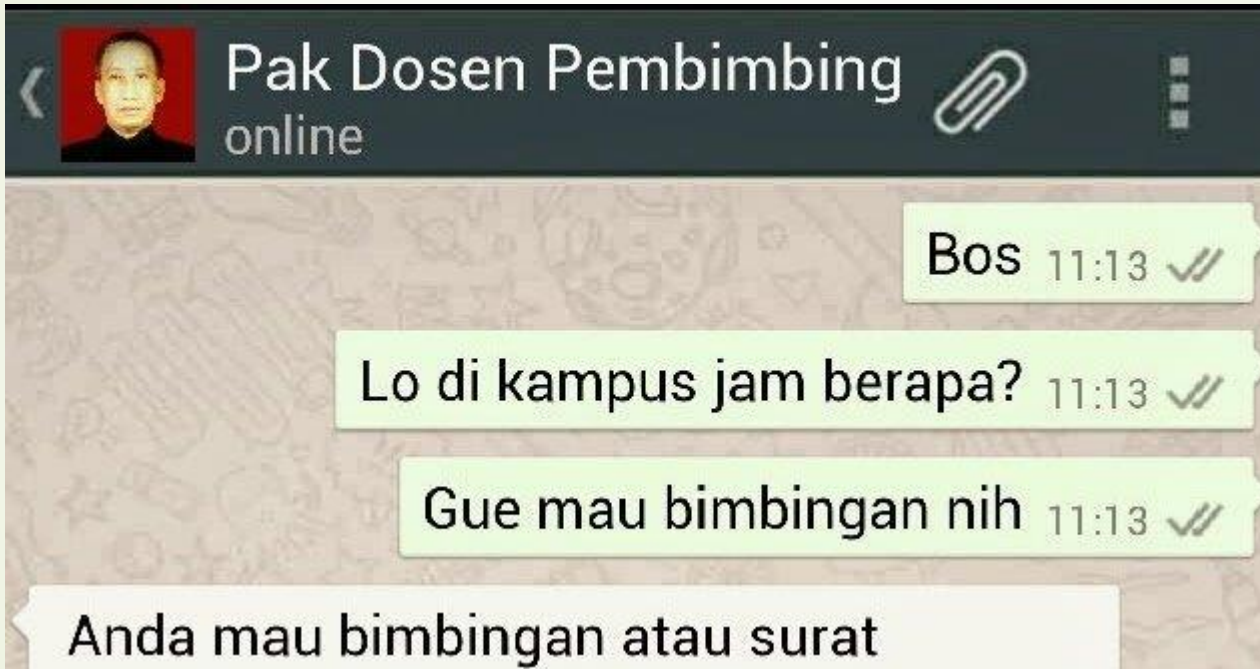 Pak Dosen Pembimbing
online
Bos 11:13
Lo di kampus jam berapa? 11:13
Gue mau bimbingan nih 11:13
Anda mau bimbingan atau surat